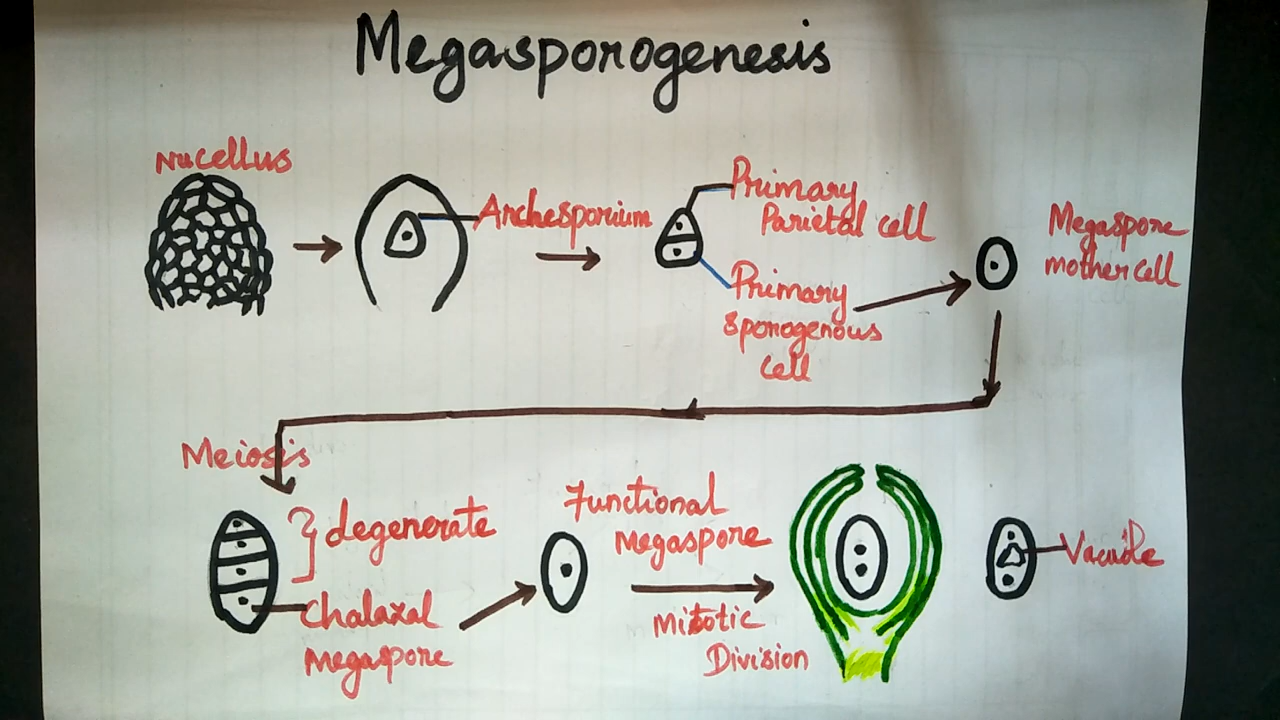 Megasporogenesis
Nucellus
Archesporium
Primary
Parietal cell
Primary
sporogenous
cell
Megaspore
mother cell
Meiosis
degenerate
Chalazal
Megaspore
Functional
Megaspore
Mitotic
Division
Vacuole